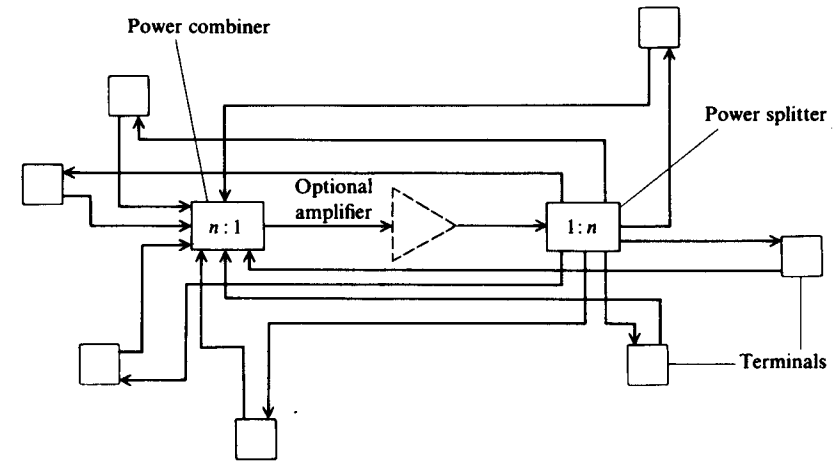 Power combiner
Power splitter
Optional
amplifier
n : 1
1 : n
Terminals